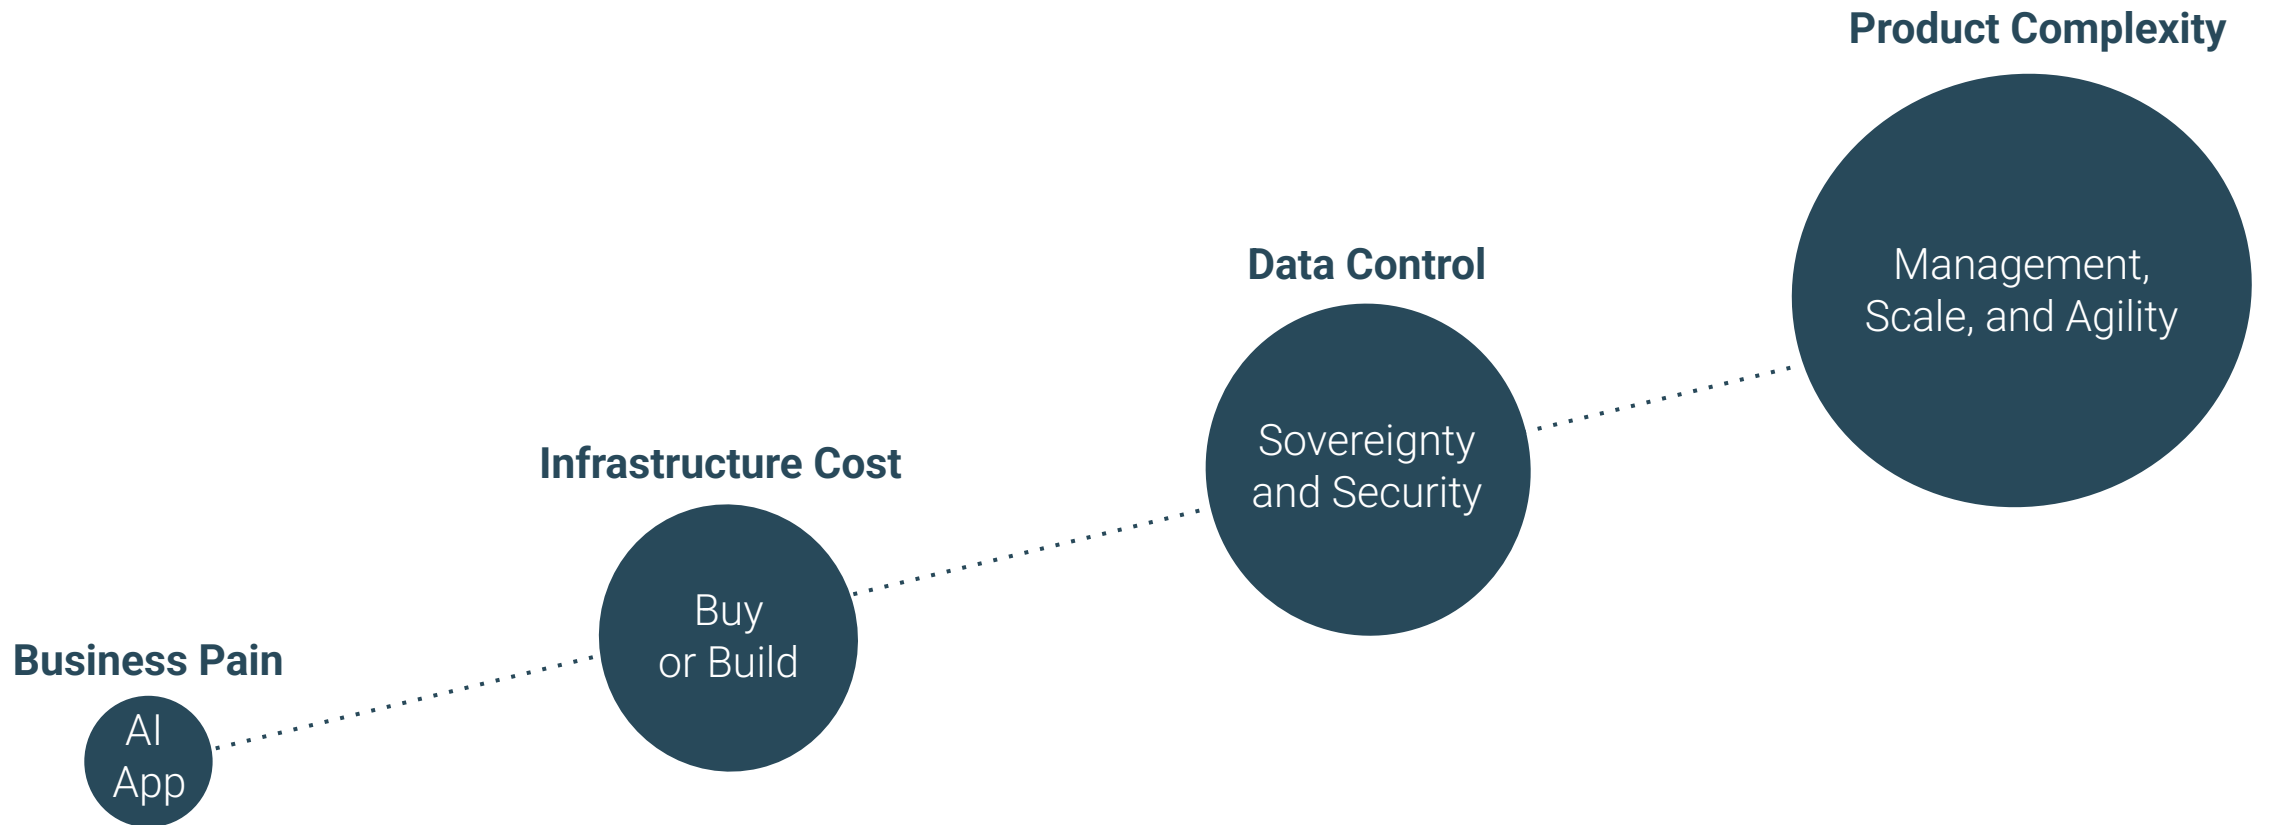 Business Pain
AI
App
Infrastructure Cost
Buy
or Build
Data Control
Sovereignty
and Security
Product Complexity
Management,
Scale, and Agility